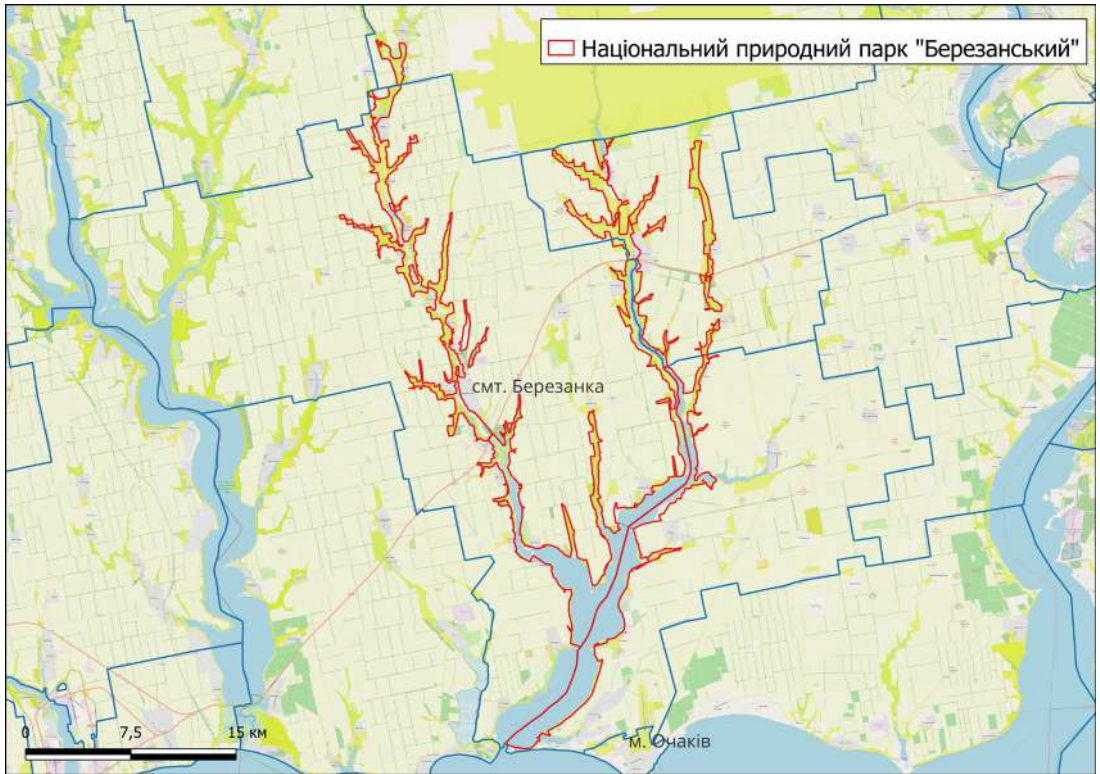 Національний природний парк "Березанський"
смт. Березанка
м. Очаків
0 7,5 15 км